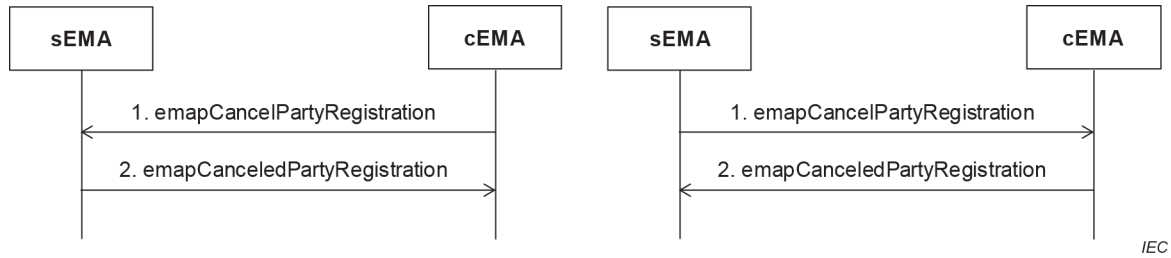 sEMA
cEMA
1. emapCancelPartyRegistration
2. emapCanceledPartyRegistration
sEMA
cEMA
1. emapCancelPartyRegistration
2. emapCanceledPartyRegistration
IEC